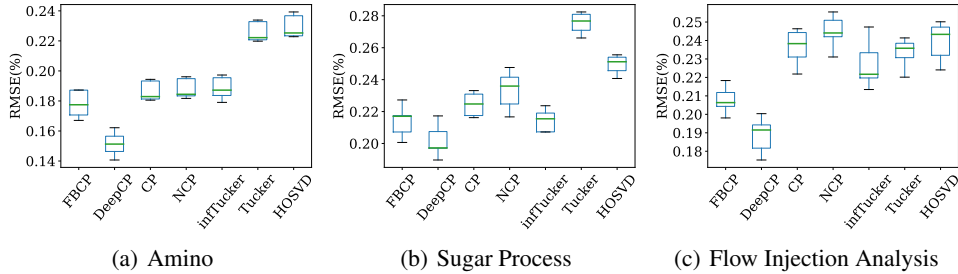 RMSE(%)
0.24
0.22
0.20
0.18
0.16
0.14
FBCP
DeepCP
CP
NCP
infTucker
Tucker
HOSVD
(a) Amino
RMSE(%)
0.28
0.26
0.24
0.22
0.20
FBCP
DeepCP
CP
NCP
infTucker
Tucker
HOSVD
(b) Sugar Process
RMSE(%)
0.25
0.24
0.23
0.22
0.21
0.20
0.19
0.18
FBCP
DeepCP
CP
NCP
infTucker
Tucker
HOSVD
(c) Flow Injection Analysis